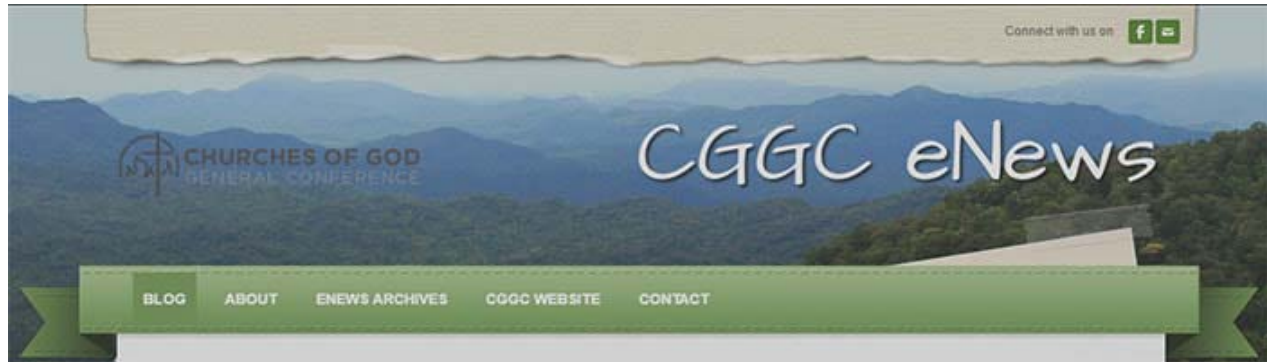 Connect with us on
CHURCHES OF GOD
GENERAL CONFERENCE
CGGC eNews
BLOG ABOUT ENEWS ARCHIVES CGGC WEBSITE CONTACT